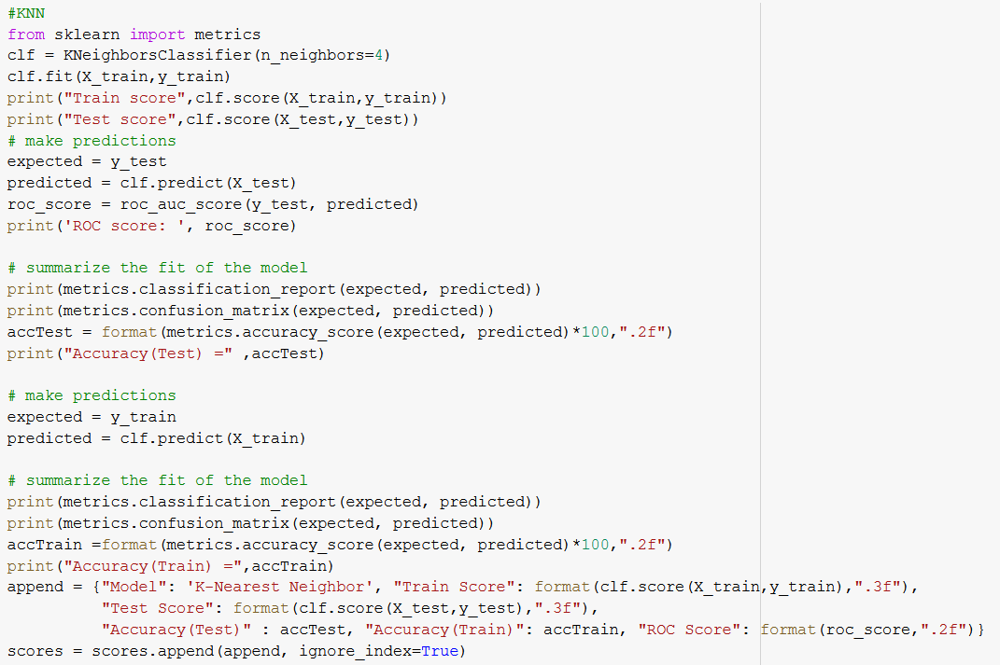 #KNN
from sklearn import metrics
clf = KNeighborsClassifier(n_neighbors=4)
clf.fit(X_train,y_train)
print("Train score",clf.score(X_train,y_train))
print("Test score",clf.score(X_test,y_test))
# make predictions
expected = y_test
predicted = clf.predict(X_test)
roc_score = roc_auc_score(y_test, predicted)
print('ROC score: ', roc_score)

# summarize the fit of the model
print(metrics.classification_report(expected, predicted))
print(metrics.confusion_matrix(expected, predicted))
accTest = format(metrics.accuracy_score(expected, predicted)*100,".2f")
print("Accuracy(Test) =" ,accTest)

# make predictions
expected = y_train
predicted = clf.predict(X_train)

# summarize the fit of the model
print(metrics.classification_report(expected, predicted))
print(metrics.confusion_matrix(expected, predicted))
accTrain =format(metrics.accuracy_score(expected, predicted)*100,".2f")
print("Accuracy(Train) =",accTrain)
append = {"Model": 'K-Nearest Neighbor', "Train Score": format(clf.score(X_train,y_train),".3f"),
          "Test Score": format(clf.score(X_test,y_test),".3f"),
          "Accuracy(Test)" : accTest, "Accuracy(Train)": accTrain, "ROC Score": format(roc_score,".2f")}
scores = scores.append(append, ignore_index=True)